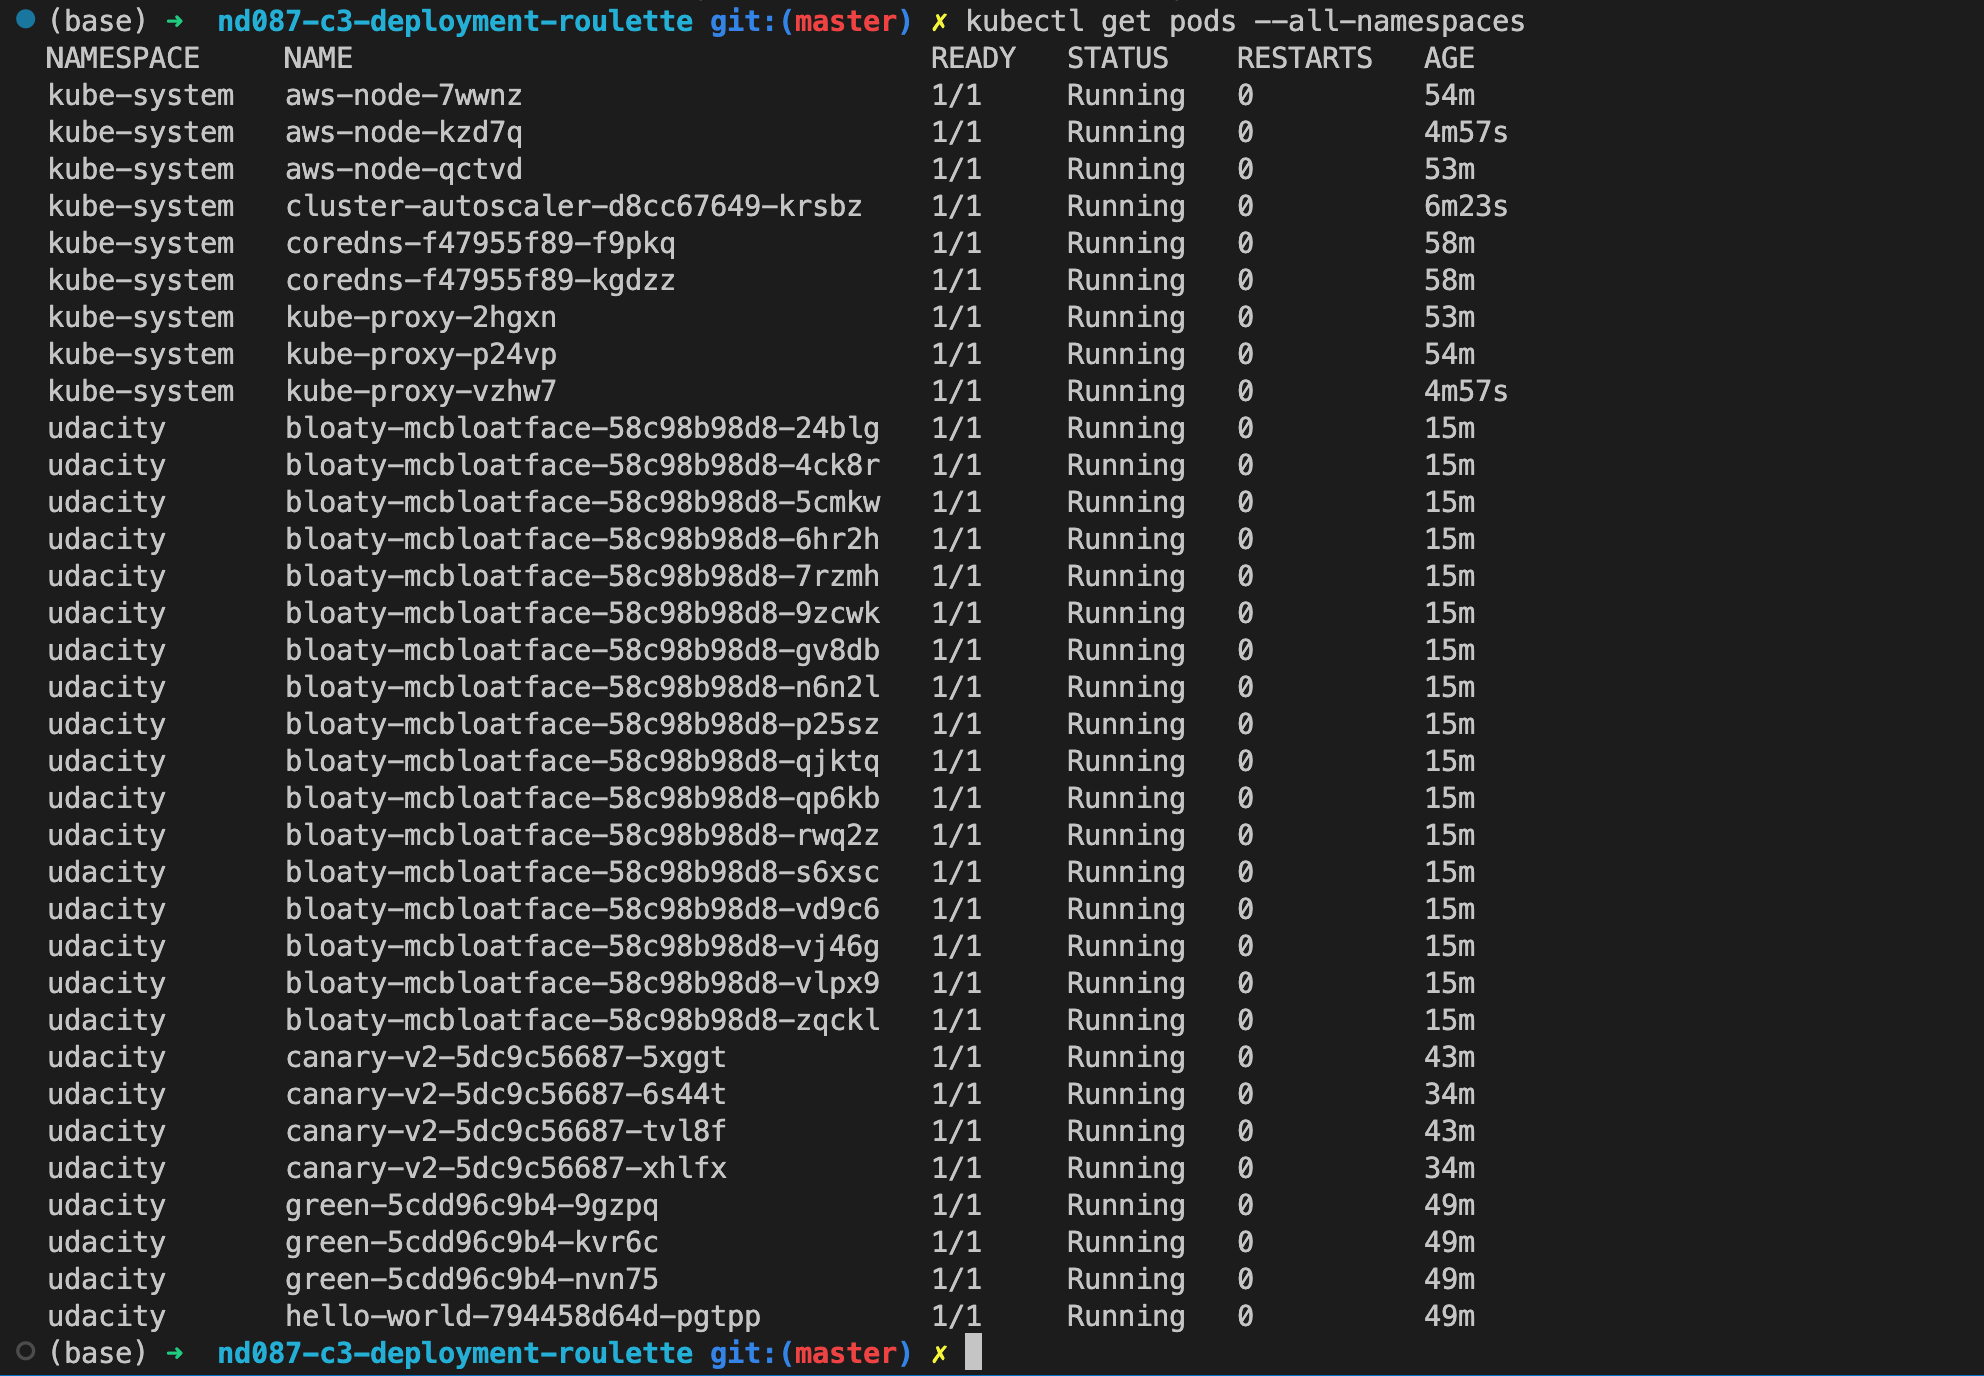 (base) ➜ nd087-c3-deployment-roulette git:(master) ✗ kubectl get pods --all-namespaces
NAMESPACE NAME READY STATUS RESTARTS AGE
kube-system aws-node-7wwnz 1/1 Running 0 54m
kube-system aws-node-kzd7q 1/1 Running 0 4m57s
kube-system aws-node-qctvd 1/1 Running 0 53m
kube-system cluster-autoscaler-d8cc67649-krsbz 1/1 Running 0 6m23s
kube-system coredns-f47955f89-f9pkq 1/1 Running 0 58m
kube-system coredns-f47955f89-kgdzz 1/1 Running 0 58m
kube-system kube-proxy-2hgxn 1/1 Running 0 53m
kube-system kube-proxy-p24vp 1/1 Running 0 54m
kube-system kube-proxy-vzhw7 1/1 Running 0 4m57s
udacity bloaty-mcbloatface-58c98b98d8-24blg 1/1 Running 0 15m
udacity bloaty-mcbloatface-58c98b98d8-4ck8r 1/1 Running 0 15m
udacity bloaty-mcbloatface-58c98b98d8-5cmkw 1/1 Running 0 15m
udacity bloaty-mcbloatface-58c98b98d8-6hr2h 1/1 Running 0 15m
udacity bloaty-mcbloatface-58c98b98d8-7rzmh 1/1 Running 0 15m
udacity bloaty-mcbloatface-58c98b98d8-9zcwk 1/1 Running 0 15m
udacity bloaty-mcbloatface-58c98b98d8-gv8db 1/1 Running 0 15m
udacity bloaty-mcbloatface-58c98b98d8-n6n2l 1/1 Running 0 15m
udacity bloaty-mcbloatface-58c98b98d8-p25sz 1/1 Running 0 15m
udacity bloaty-mcbloatface-58c98b98d8-qjktq 1/1 Running 0 15m
udacity bloaty-mcbloatface-58c98b98d8-qp6kb 1/1 Running 0 15m
udacity bloaty-mcbloatface-58c98b98d8-rwq2z 1/1 Running 0 15m
udacity bloaty-mcbloatface-58c98b98d8-s6xsc 1/1 Running 0 15m
udacity bloaty-mcbloatface-58c98b98d8-vd9c6 1/1 Running 0 15m
udacity bloaty-mcbloatface-58c98b98d8-vj46g 1/1 Running 0 15m
udacity bloaty-mcbloatface-58c98b98d8-vlpx9 1/1 Running 0 15m
udacity bloaty-mcbloatface-58c98b98d8-zqckl 1/1 Running 0 15m
udacity canary-v2-5dc9c56687-5xggt 1/1 Running 0 43m
udacity canary-v2-5dc9c56687-6s44t 1/1 Running 0 34m
udacity canary-v2-5dc9c56687-tvl8f 1/1 Running 0 43m
udacity canary-v2-5dc9c56687-xhlfx 1/1 Running 0 34m
udacity green-5cdd96c9b4-9gzpq 1/1 Running 0 49m
udacity green-5cdd96c9b4-kvr6c 1/1 Running 0 49m
udacity green-5cdd96c9b4-nvn75 1/1 Running 0 49m
udacity hello-world-794458d64d-pgtpp 1/1 Running 0 49m
(base) ➜ nd087-c3-deployment-roulette git:(master) ✗